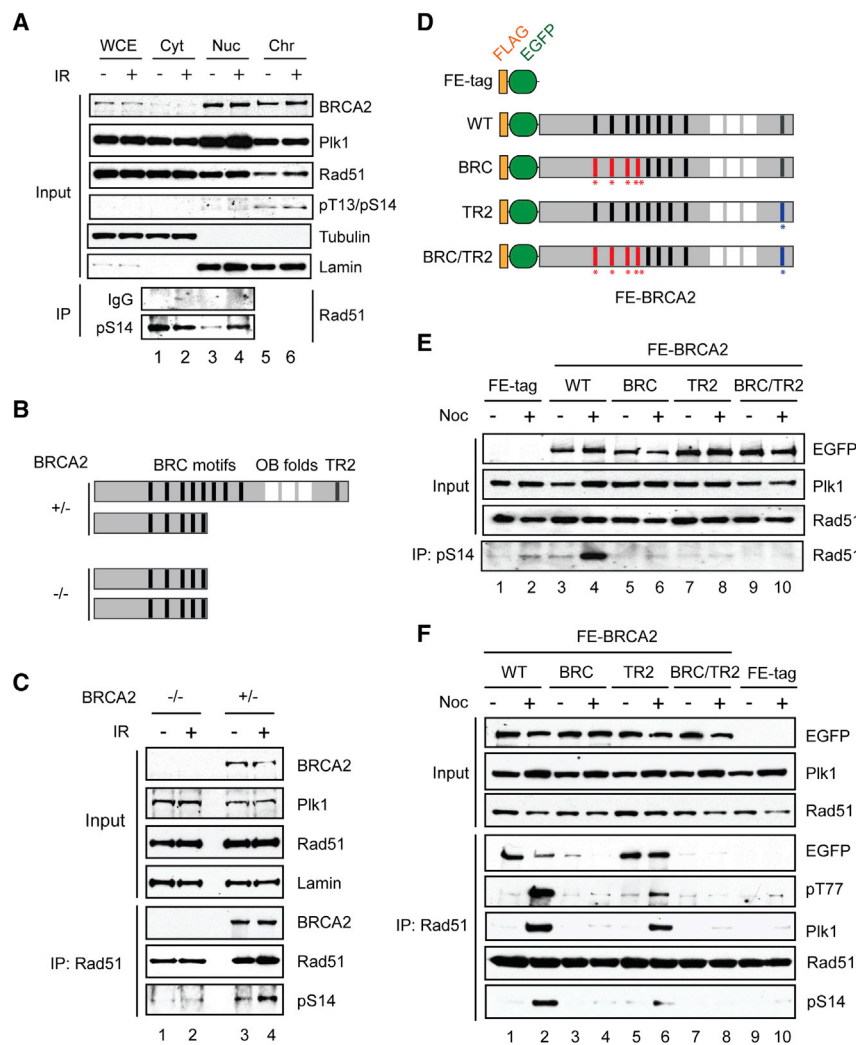 A
WCE Cyt Nuc Chr
IR - + - + - + - +
Input
BRCA2
Plk1
Rad51
pT13/pS14
Tubulin
Lamin
IP
IgG
pS14
Rad51
1 2 3 4 5 6
B
BRCA2 BRC motifs OB folds TR2
+/-
-/-
C
BRCA2 -/- +/-
IR - + - +
Input
BRCA2
Plk1
Rad51
Lamin
IP: Rad51
BRCA2
Rad51
pS14
1 2 3 4
D
FLAG
EGFP
FE-tag
WT
BRC
* * * **
TR2
*
BRC/TR2
* * * ** *
FE-BRCA2
E
FE-BRCA2
FE-tag WT BRC TR2 BRC/TR2
Noc - + - + - + - + - +
Input
EGFP
Plk1
Rad51
IP: pS14 Rad51
1 2 3 4 5 6 7 8 9 10
F
FE-BRCA2
WT BRC TR2 BRC/TR2 FE-tag
Noc - + - + - + - + - +
Input
EGFP
Plk1
Rad51
IP: Rad51
EGFP
pT77
Plk1
Rad51
pS14
1 2 3 4 5 6 7 8 9 10